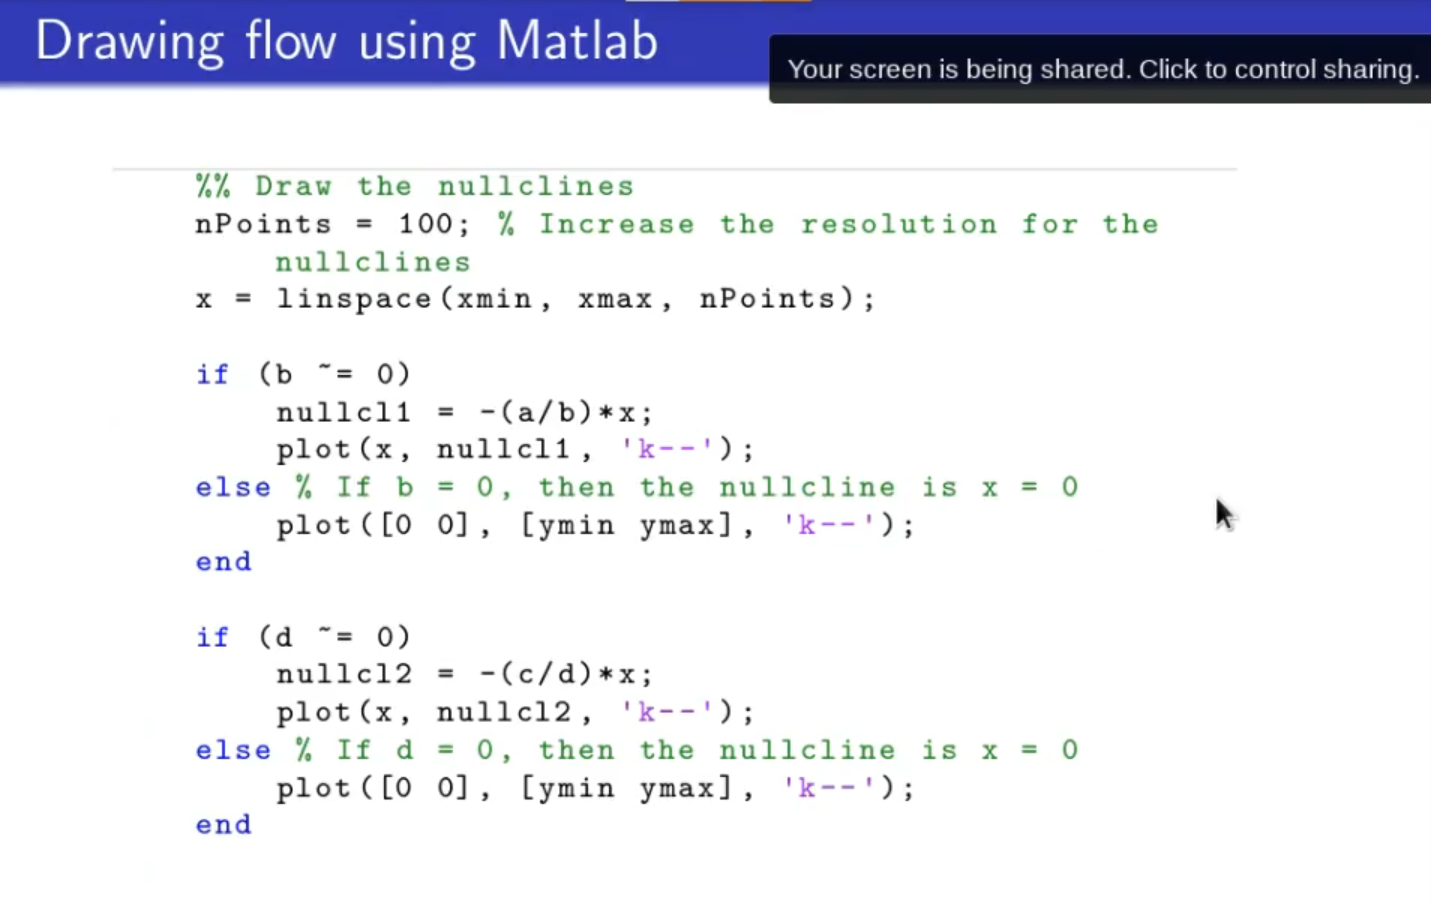 Drawing flow using Matlab
Your screen is being shared. Click to control sharing.
%% Draw the nullclines
nPoints = 100; % Increase the resolution for the
nullclines
x = linspace(xmin, xmax, nPoints);
if (b ~= 0)
nullcl1 = -(a/b)*x;
plot(x, nullcl1, 'k--');
else % If b = 0, then the nullcline is x = 0
plot([0 0], [ymin ymax], 'k--');
end
if (d ~= 0)
nullcl2 = -(c/d)*x;
plot(x, nullcl2, 'k--');
else % If d = 0, then the nullcline is x = 0
plot([0 0], [ymin ymax], 'k--');
end